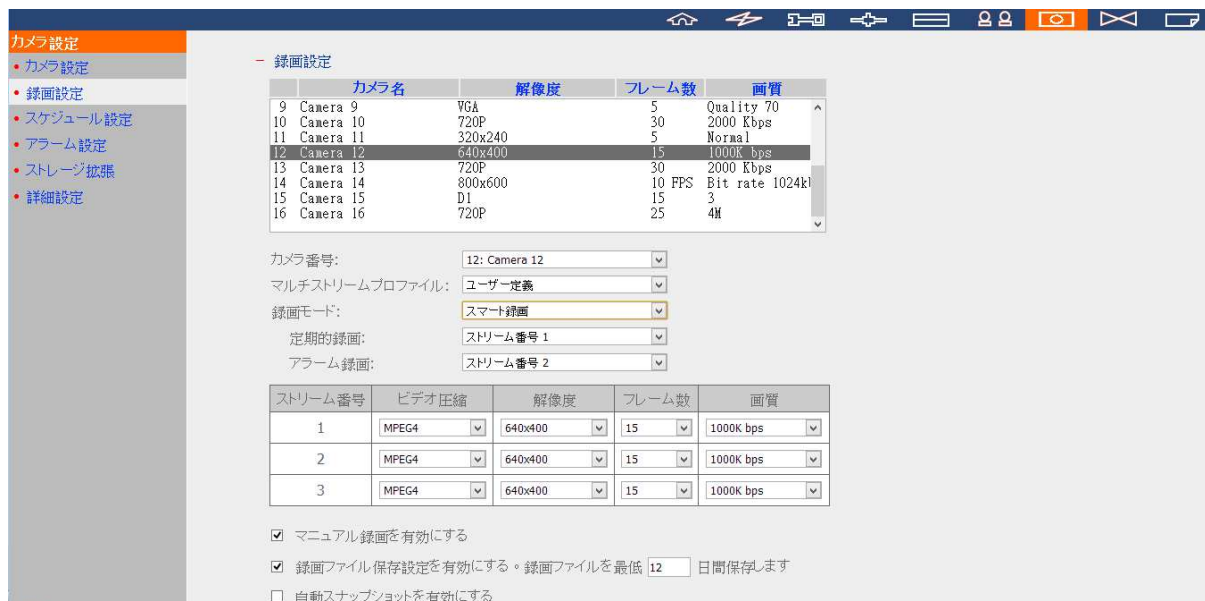 カメラ設定
• カメラ設定
• 録画設定
• スケジュール設定
• アラーム設定
• ストレージ拡張
• 詳細設定
− 録画設定
カメラ名 解像度 フレーム数 画質
9 Camera 9 VGA 5 Quality 70
10 Camera 10 720P 30 2000 Kbps
11 Camera 11 320x240 5 Normal
12 Camera 12 640x400 15 1000K bps
13 Camera 13 720P 30 2000 Kbps
14 Camera 14 800x600 10 FPS Bit rate 1024k
15 Camera 15 D1 15 3
16 Camera 16 720P 25 4M
カメラ番号: 12: Camera 12
マルチストリームプロファイル: ユーザー定義
録画モード: スマート録画
定期的録画: ストリーム番号 1
アラーム録画: ストリーム番号 2
ストリーム番号 ビデオ圧縮 解像度 フレーム数 画質
1 MPEG4 640x400 15 1000K bps
2 MPEG4 640x400 15 1000K bps
3 MPEG4 640x400 15 1000K bps
マニュアル録画を有効にする
録画ファイル保存設定を有効にする。録画ファイルを最低 12 日間保存します
自動スナップショットを有効にする